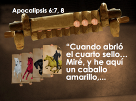 Apocalipsis 6:7, 8
“Cuando abrió
el cuarto sello…
Miré, y he aquí
un caballo
amarillo,...